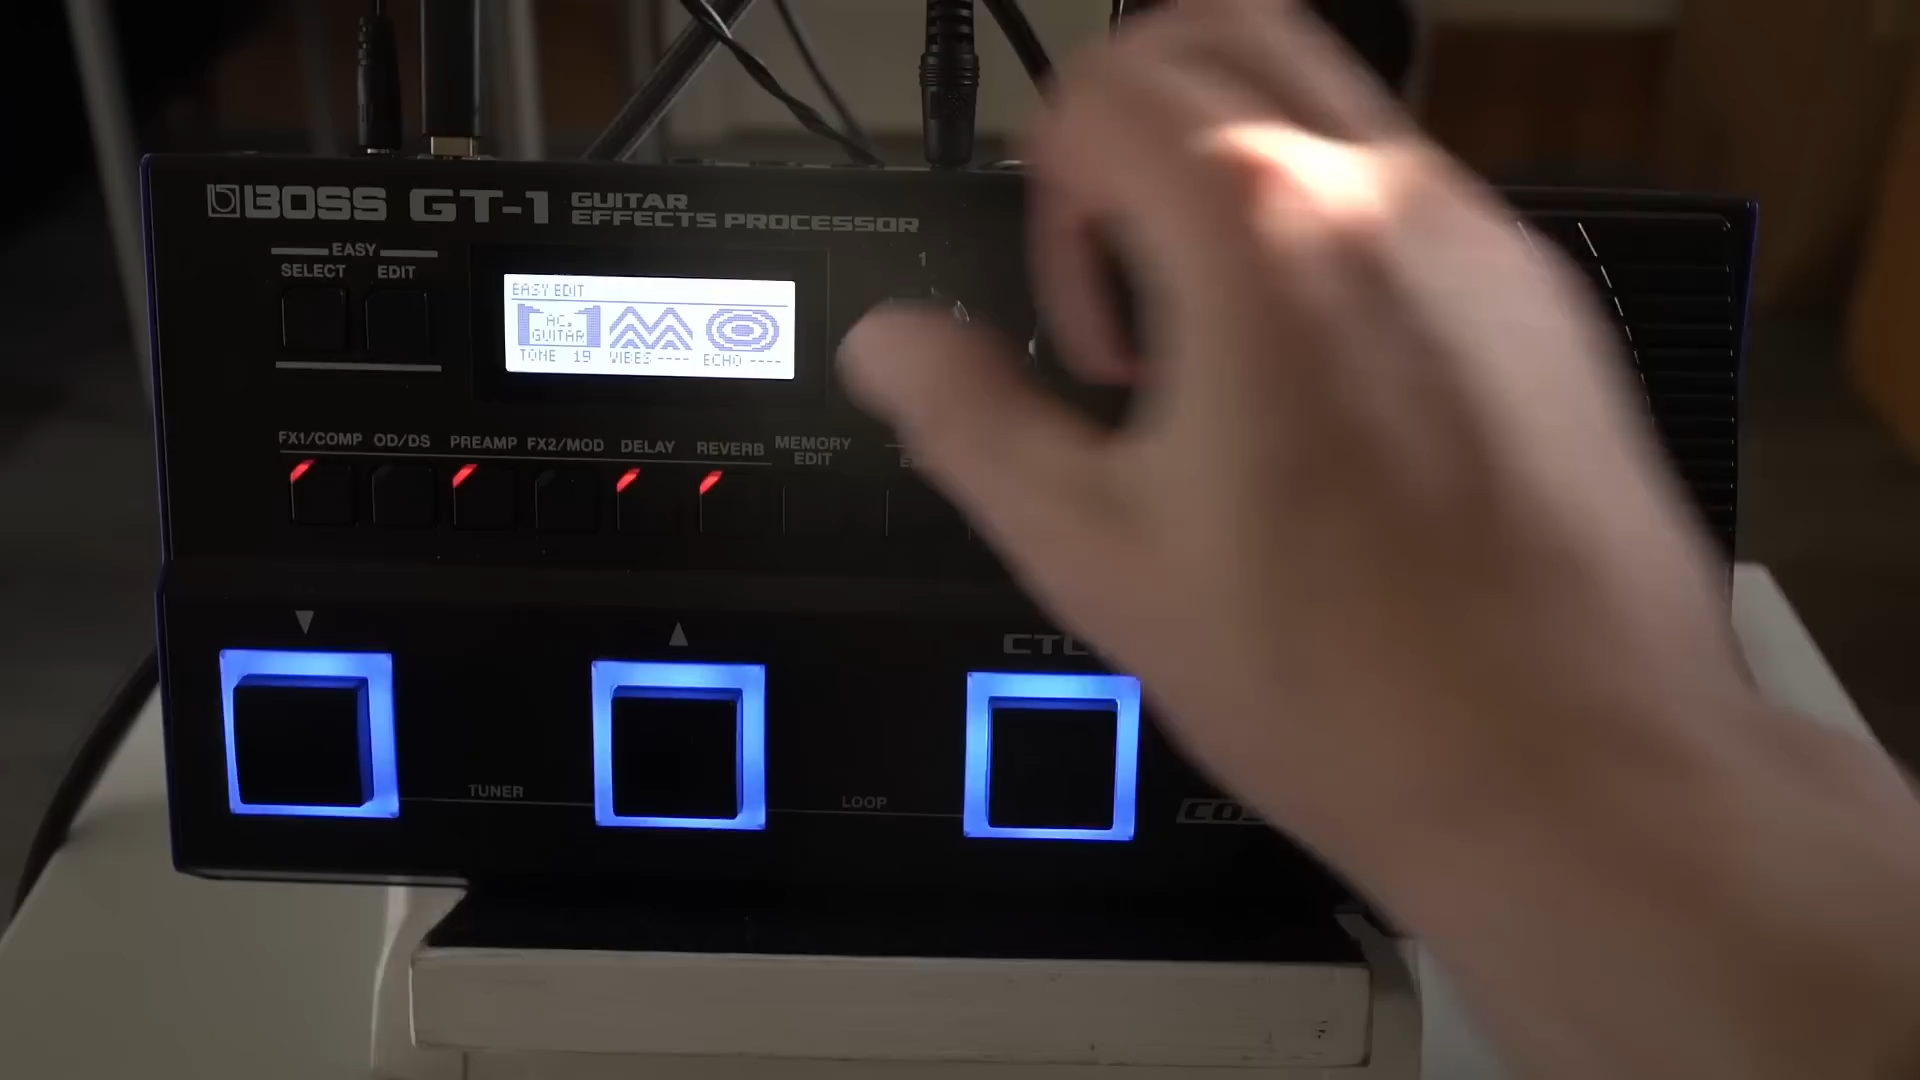 BOSS GT-1 GUITAR
EFFECTS PROCESSOR
EASY
SELECT EDIT
1
EASY EDIT
AC.
GUITAR
TONE 19 VIBES ---- ECHO ----
FX1/COMP OD/DS PREAMP FX2/MOD DELAY REVERB MEMORY
EDIT
TUNER
LOOP